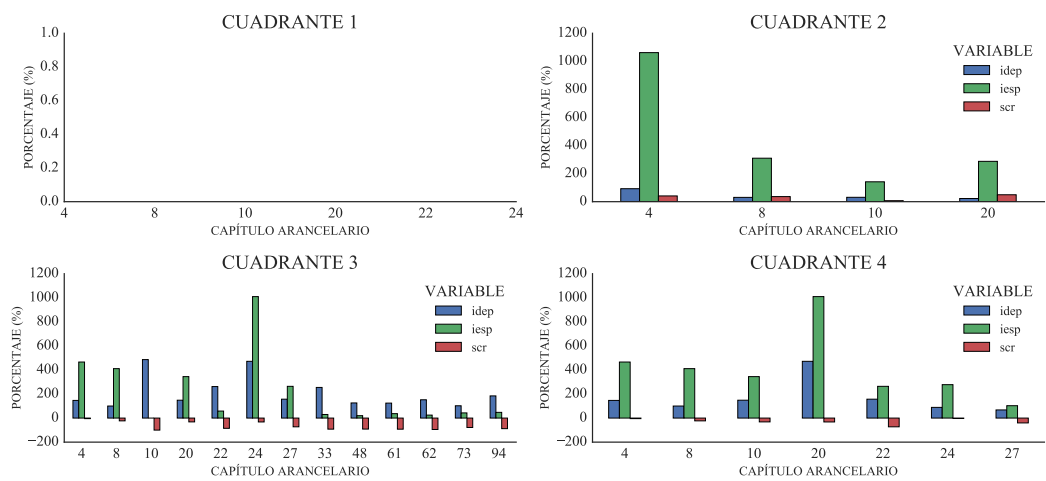 CUADRANTE 1
PORCENTAJE (%)
1.0
0.8
0.6
0.4
0.2
0.0
4 8 10 20 22 24
CAPÍTULO ARANCELARIO
CUADRANTE 2
PORCENTAJE (%)
1200
1000
800
600
400
200
0
VARIABLE
idep
iesp
scr
4 8 10 20
CAPÍTULO ARANCELARIO
CUADRANTE 3
PORCENTAJE (%)
1200
1000
800
600
400
200
0
−200
VARIABLE
idep
iesp
scr
4 8 10 20 22 24 27 33 48 61 62 73 94
CAPÍTULO ARANCELARIO
CUADRANTE 4
PORCENTAJE (%)
1200
1000
800
600
400
200
0
−200
VARIABLE
idep
iesp
scr
4 8 10 20 22 24 27
CAPÍTULO ARANCELARIO